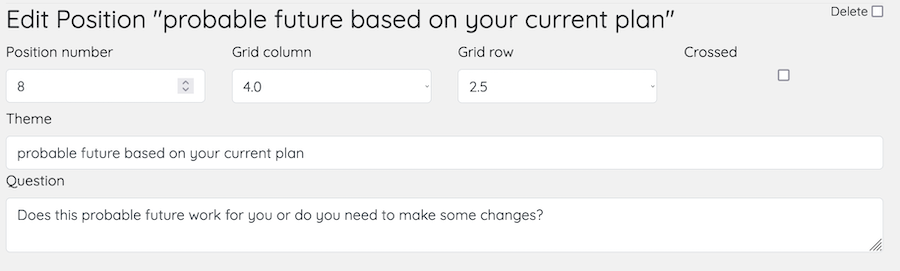 Edit Position "probable future based on your current plan"
Delete
Position number
Grid column
Grid row
Crossed
8
4.0
2.5
Theme
probable future based on your current plan
Question
Does this probable future work for you or do you need to make some changes?